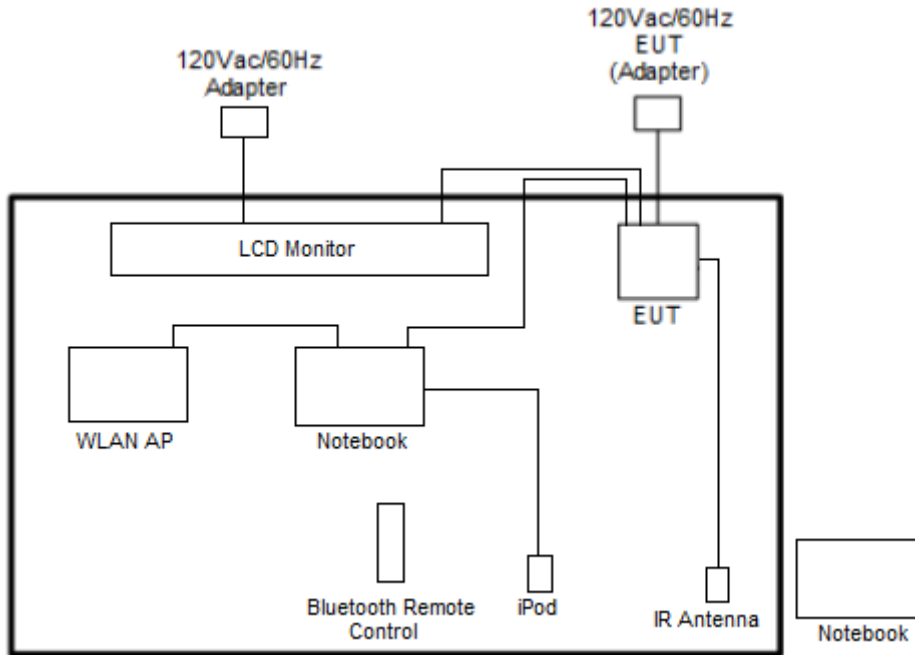 120Vac/60Hz
EUT
(Adapter)
120Vac/60Hz
Adapter
LCD Monitor
EUT
WLAN AP
Notebook
Bluetooth Remote
Control
iPod
IR Antenna
Notebook